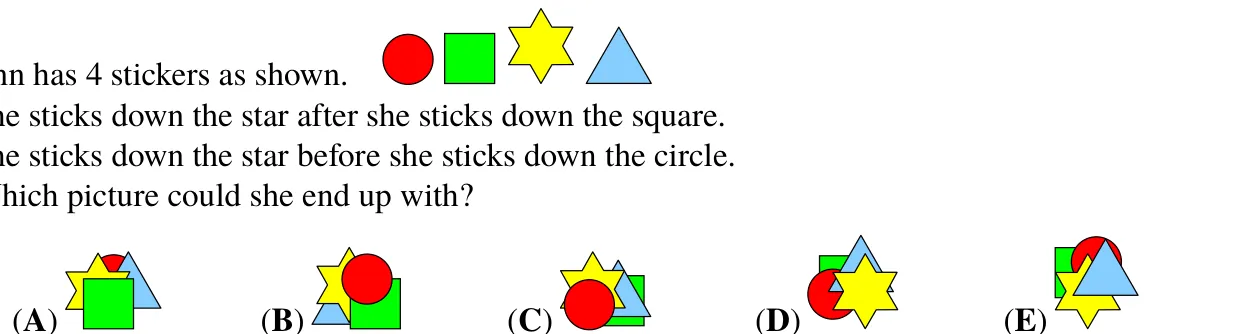 nn has 4 stickers as shown.
he sticks down the star after she sticks down the square.
he sticks down the star before she sticks down the circle.
hich picture could she end up with?
(A) (B) (C) (D) (E)